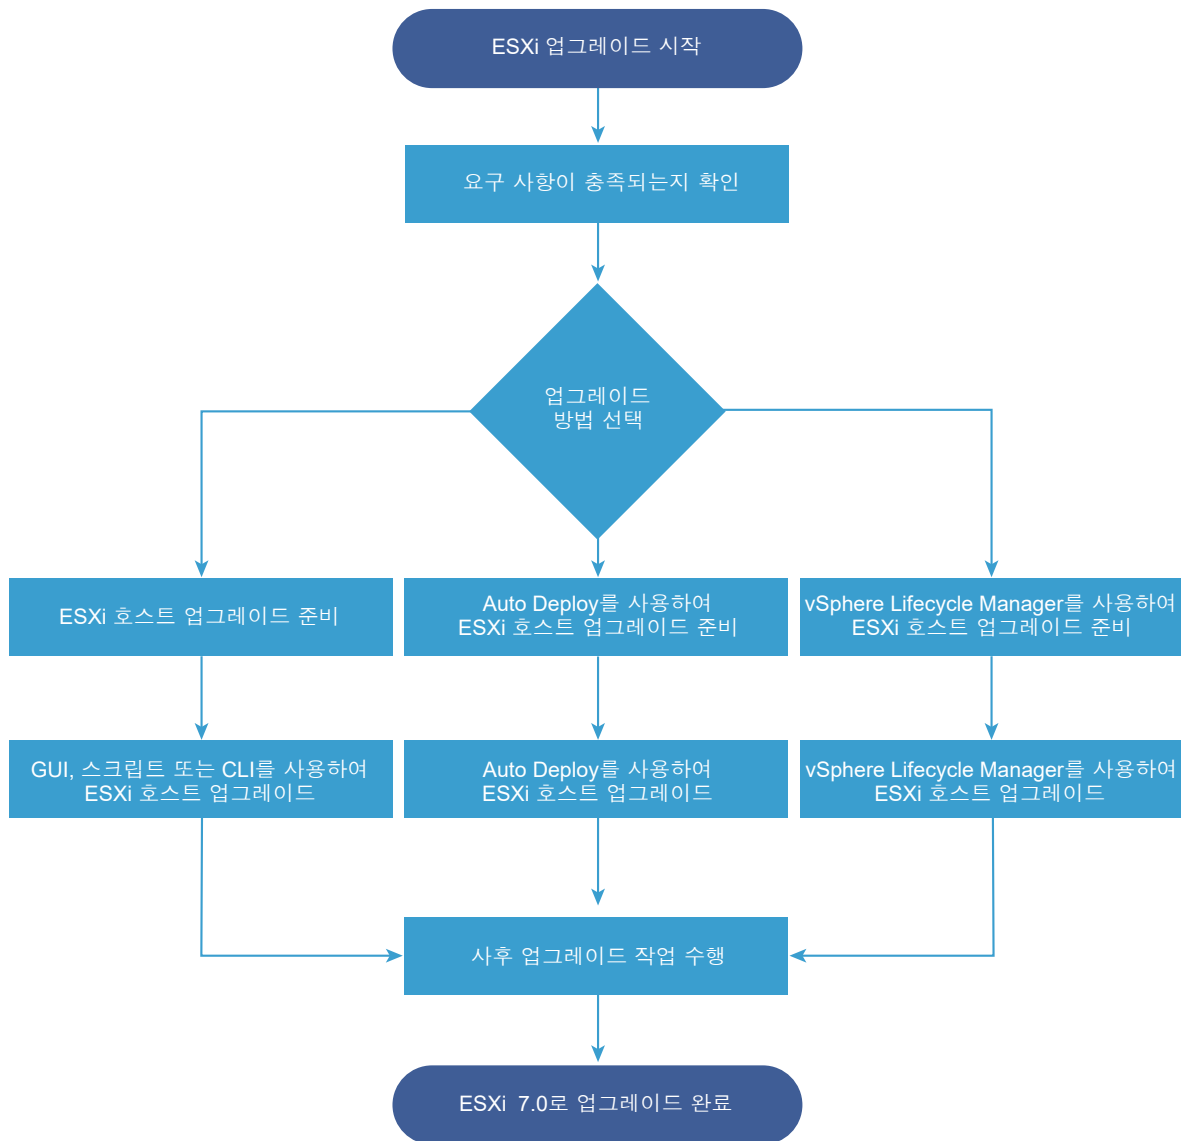 ESXi 업그레이드 시작
요구 사항이 충족되는지 확인
업그레이드
방법 선택
ESXi 호스트 업그레이드 준비
Auto Deploy를 사용하여
ESXi 호스트 업그레이드 준비
vSphere Lifecycle Manager를 사용하여
ESXi 호스트 업그레이드 준비
GUI, 스크립트 또는 CLI를 사용하여
ESXi 호스트 업그레이드
Auto Deploy를 사용하여
ESXi 호스트 업그레이드
vSphere Lifecycle Manager를 사용하여
ESXi 호스트 업그레이드
사후 업그레이드 작업 수행
ESXi 7.0로 업그레이드 완료